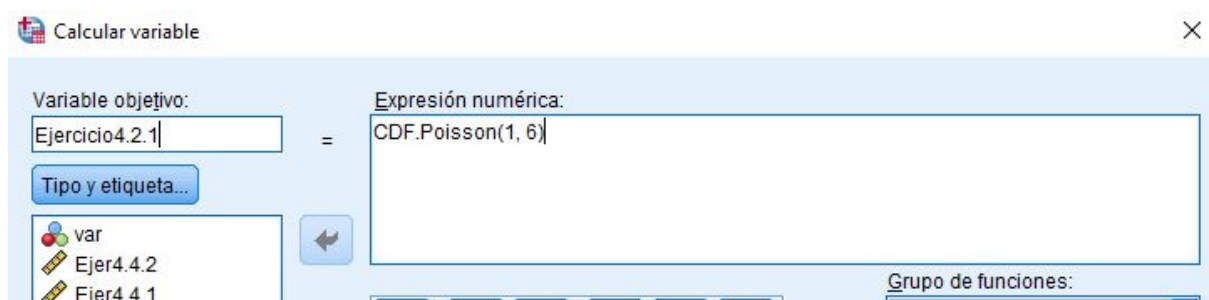 Calcular variable
Variable objetivo:
Ejercicio4.2.1
=
Tipo y etiqueta...
var
Ejer4.4.2
Ejer4.4.1
Expresión numérica:
CDF.Poisson(1, 6)
Grupo de funciones: